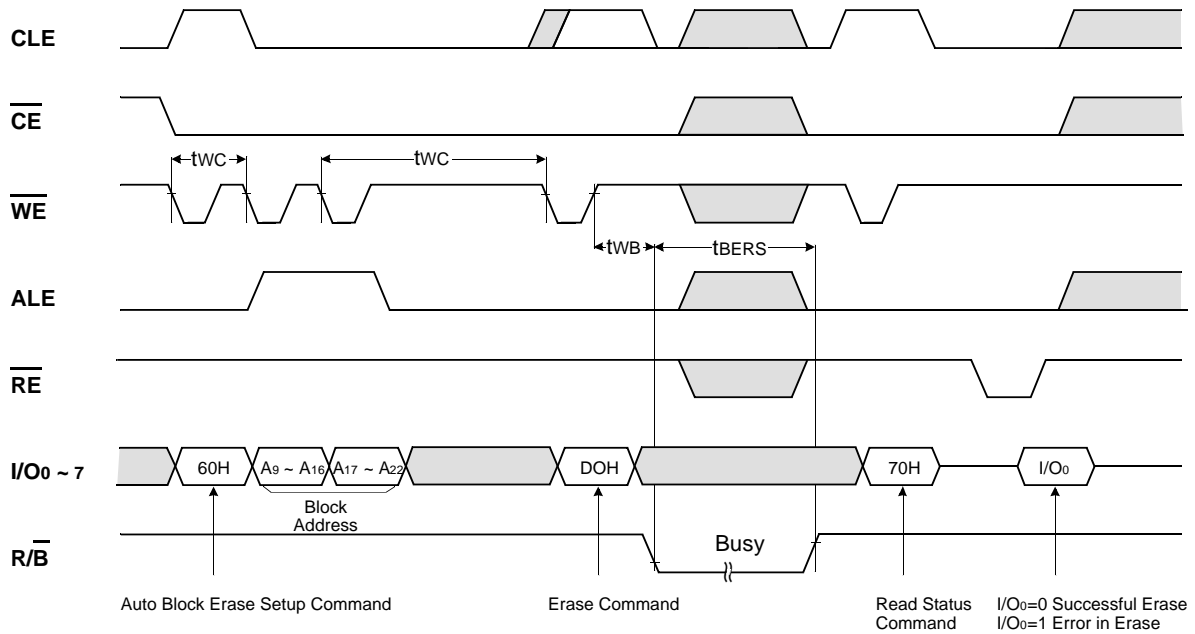 CLE
CE
tWC
tWC
WE
tWB
tBERS
ALE
RE
I/O0 ~ 7
60H
A9 ~ A16
A17 ~ A22
DOH
70H
I/O0
Block
Address
R/B
Busy
Auto Block Erase Setup Command
Erase Command
Read Status
Command
I/O0=0 Successful Erase
I/O0=1 Error in Erase